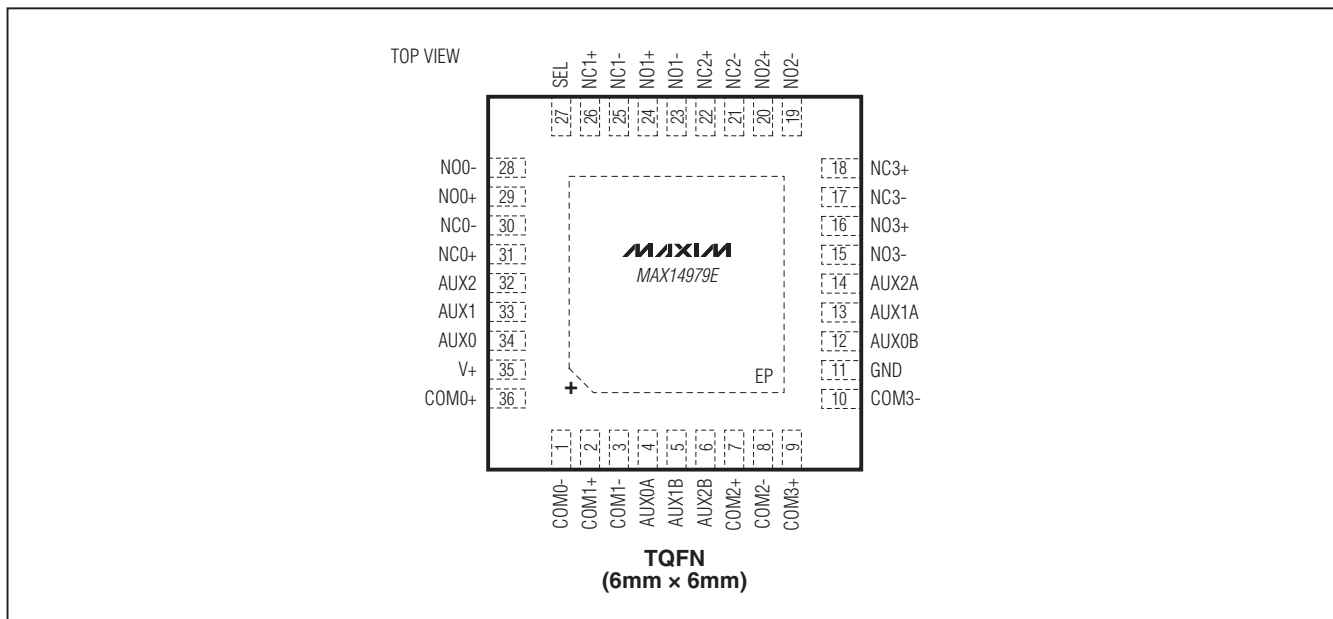 TOP VIEW
SEL
NC1+
NC1-
NO1+
NO1-
NC2+
NC2-
NO2+
NO2-
27
26
25
24
23
22
21
20
19
NO0- 28
NO0+ 29
NC0- 30
NC0+ 31
AUX2 32
AUX1 33
AUX0 34
V+ 35
COM0+ 36
MAXIM
MAX14979E
EP
+
18 NC3+
17 NC3-
16 NO3+
15 NO3-
14 AUX2A
13 AUX1A
12 AUX0B
11 GND
10 COM3-
1
2
3
4
5
6
7
8
9
COM0-
COM1+
COM1-
AUX0A
AUX1B
AUX2B
COM2+
COM2-
COM3+
TQFN
(6mm × 6mm)